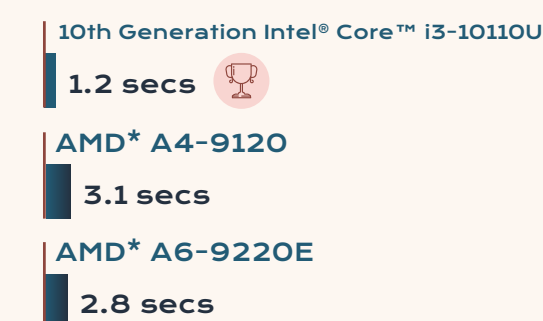 10th Generation Intel® Core™ i3-10110U
1.2 secs
AMD* A4-9120
3.1 secs
AMD* A6-9220E
2.8 secs